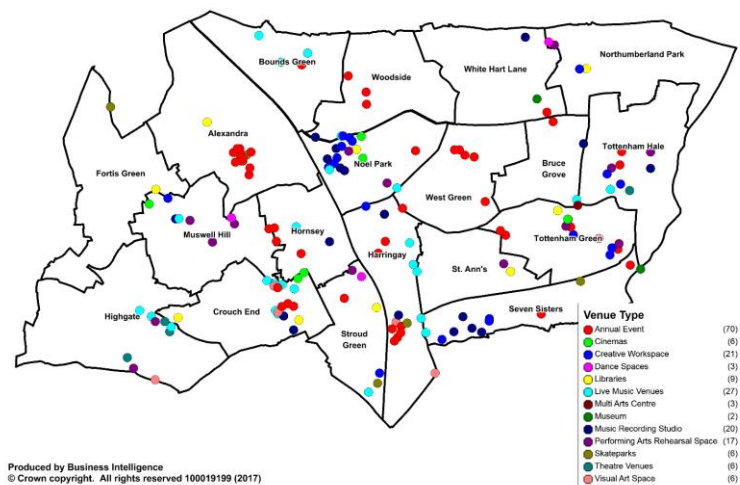 Northumberland Park
White Hart Lane
Bounds Green
Woodside
Alexandra
Tottenham Hale
Noel Park
Bruce
Grove
Fortis Green
West Green
Muswell Hill
Hornsey
Tottenham Green
Harringay
St. Ann's
Highgate
Crouch End
Stroud
Green
Seven Sisters
Venue Type
Annual Event (70)
Cinemas (6)
Creative Workspace (21)
Dance Spaces (3)
Libraries (9)
Live Music Venues (27)
Multi Arts Centre (3)
Museum (2)
Music Recording Studio (20)
Performing Arts Rehearsal Space (17)
Skateparks (6)
Theatre Venues (6)
Visual Art Space (6)
Produced by Business Intelligence
© Crown copyright. All rights reserved 100019199 (2017)